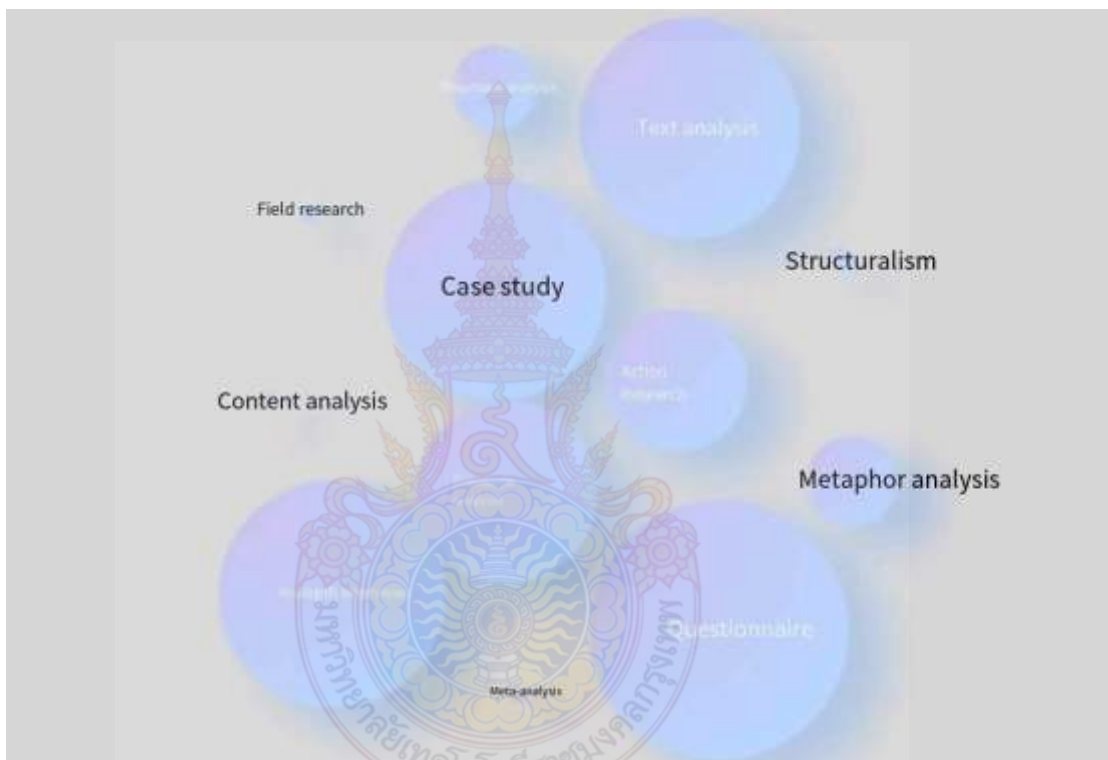 Text analysis
Field research
Structuralism
Case study
Action
Research
Content analysis
Metaphor analysis
Questionnaire
Meta-analysis